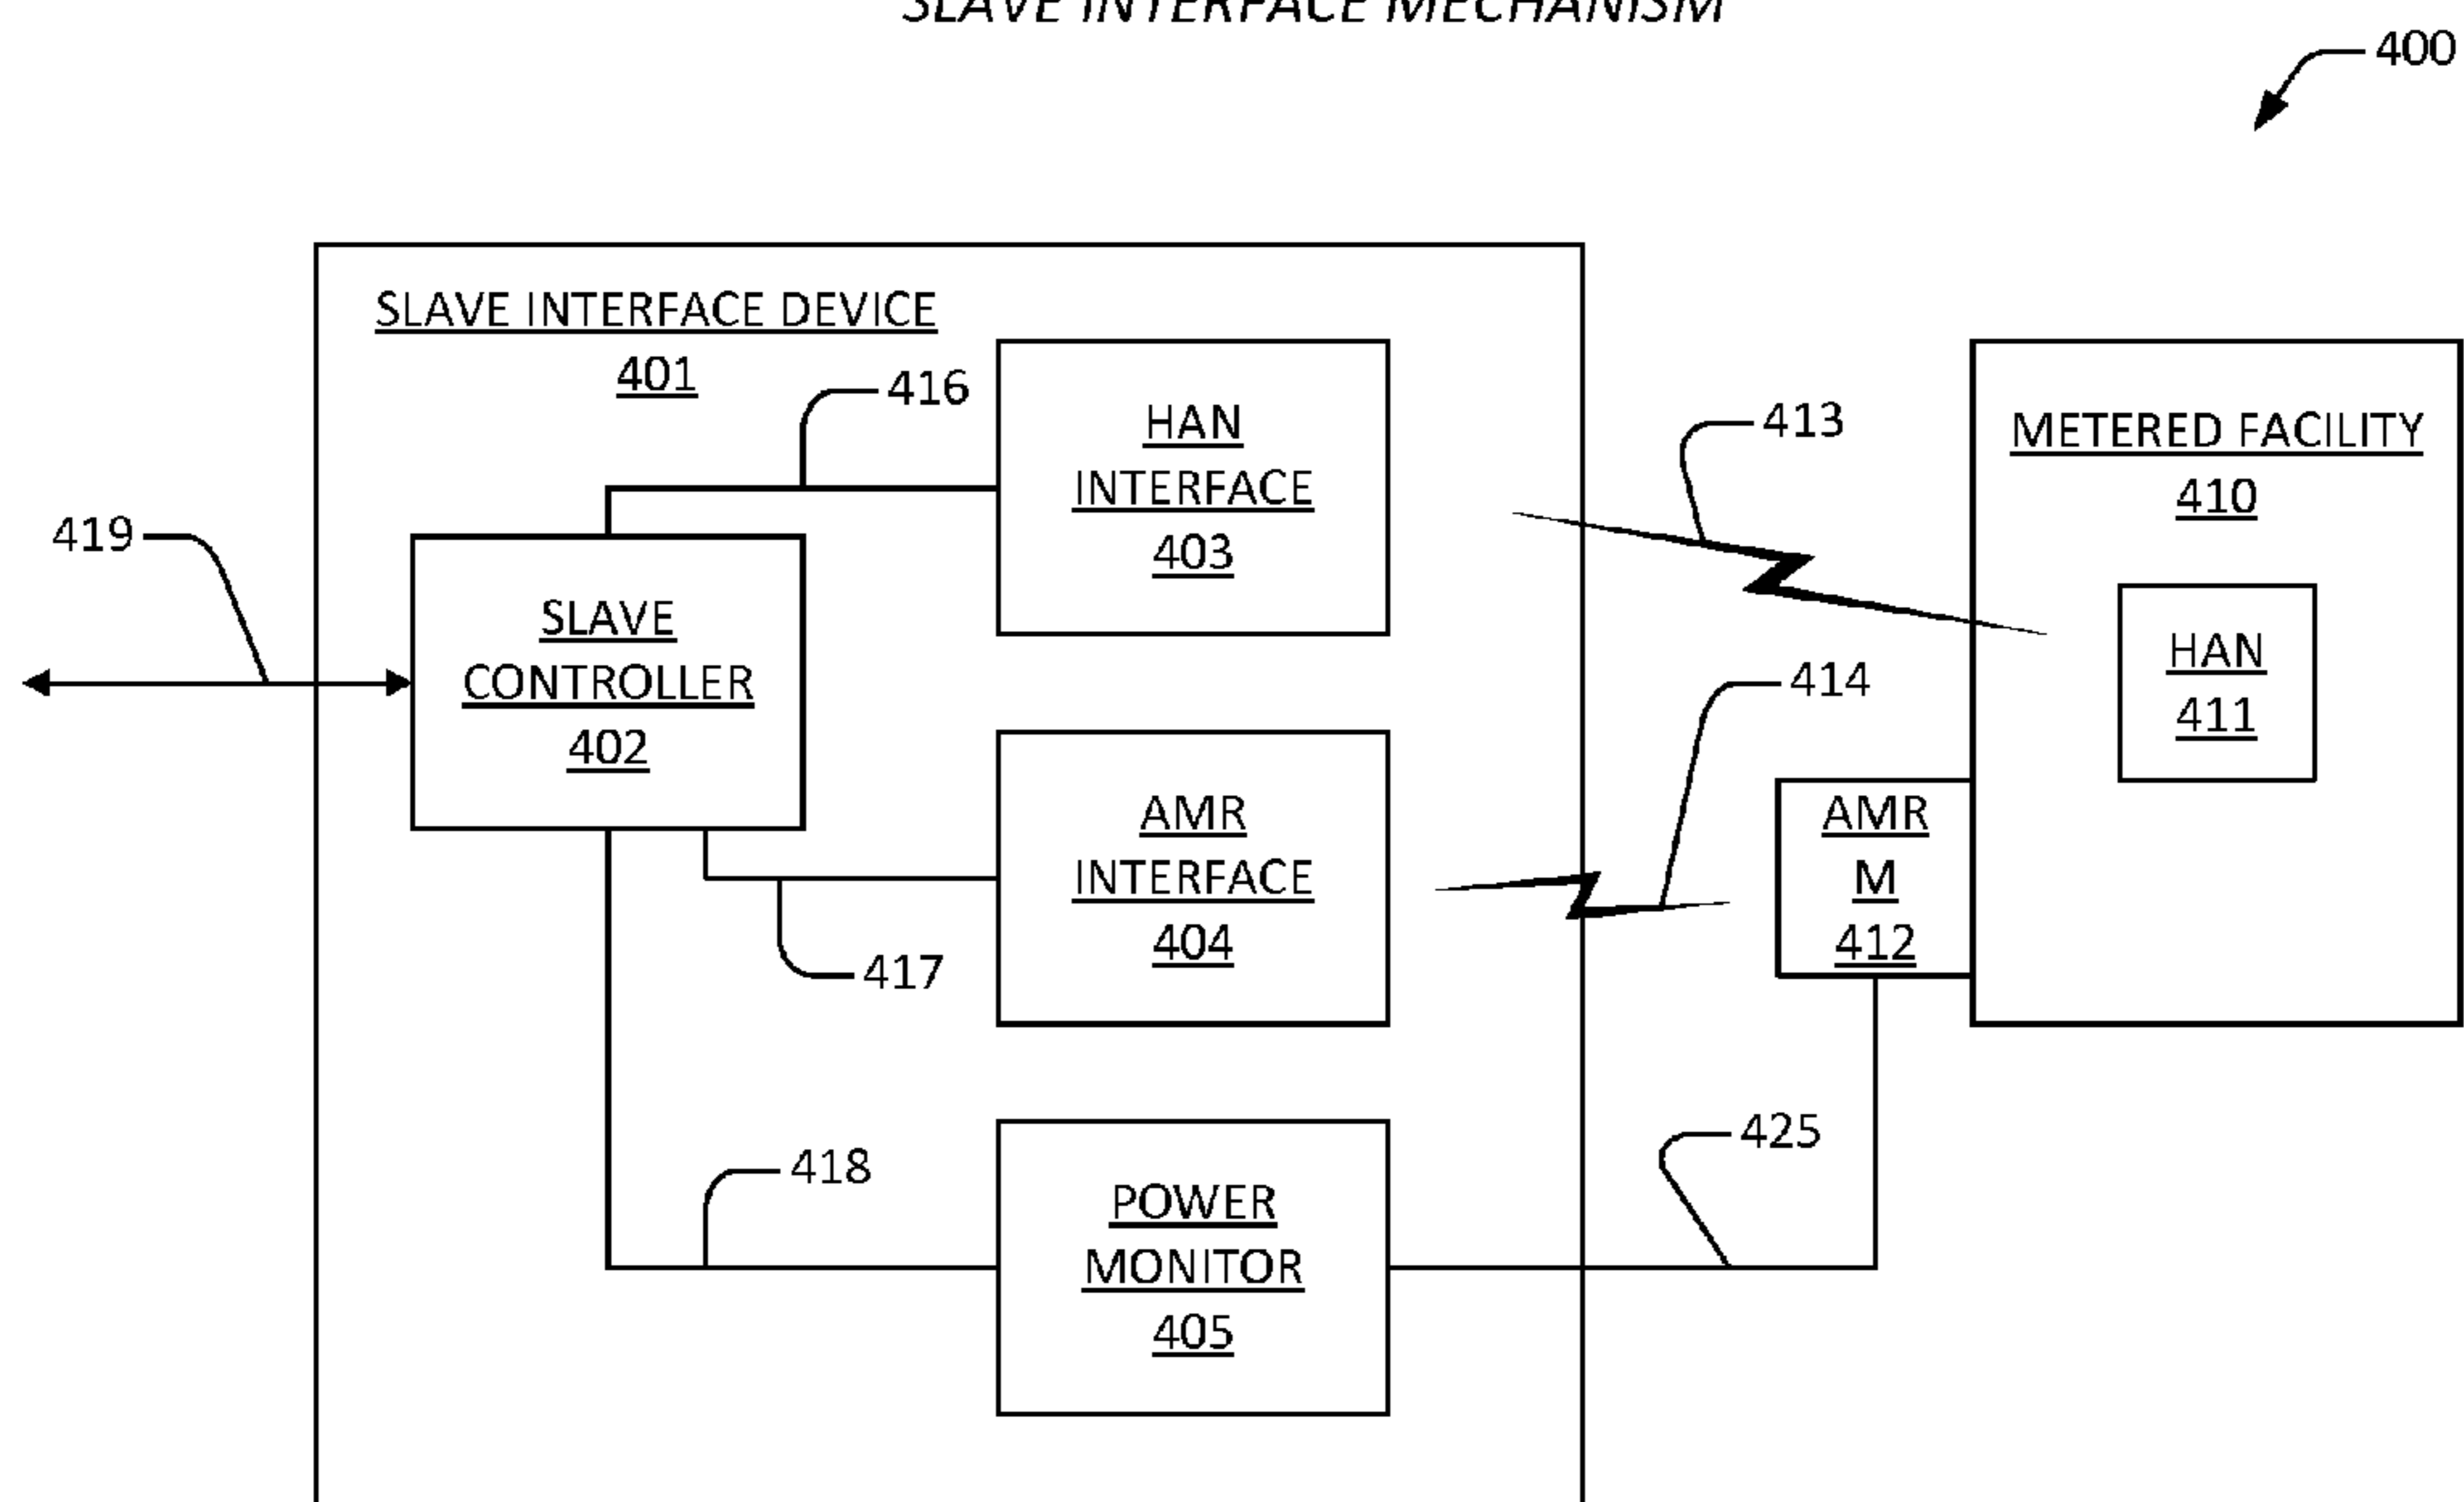 SLAVE INTERFACE MECHANISM
400
SLAVE INTERFACE DEVICE
401
416
HAN
INTERFACE
403
413
METERED FACILITY
410
419
SLAVE
CONTROLLER
402
HAN
411
414
AMR
INTERFACE
404
AMR
M
412
417
425
418
POWER
MONITOR
405